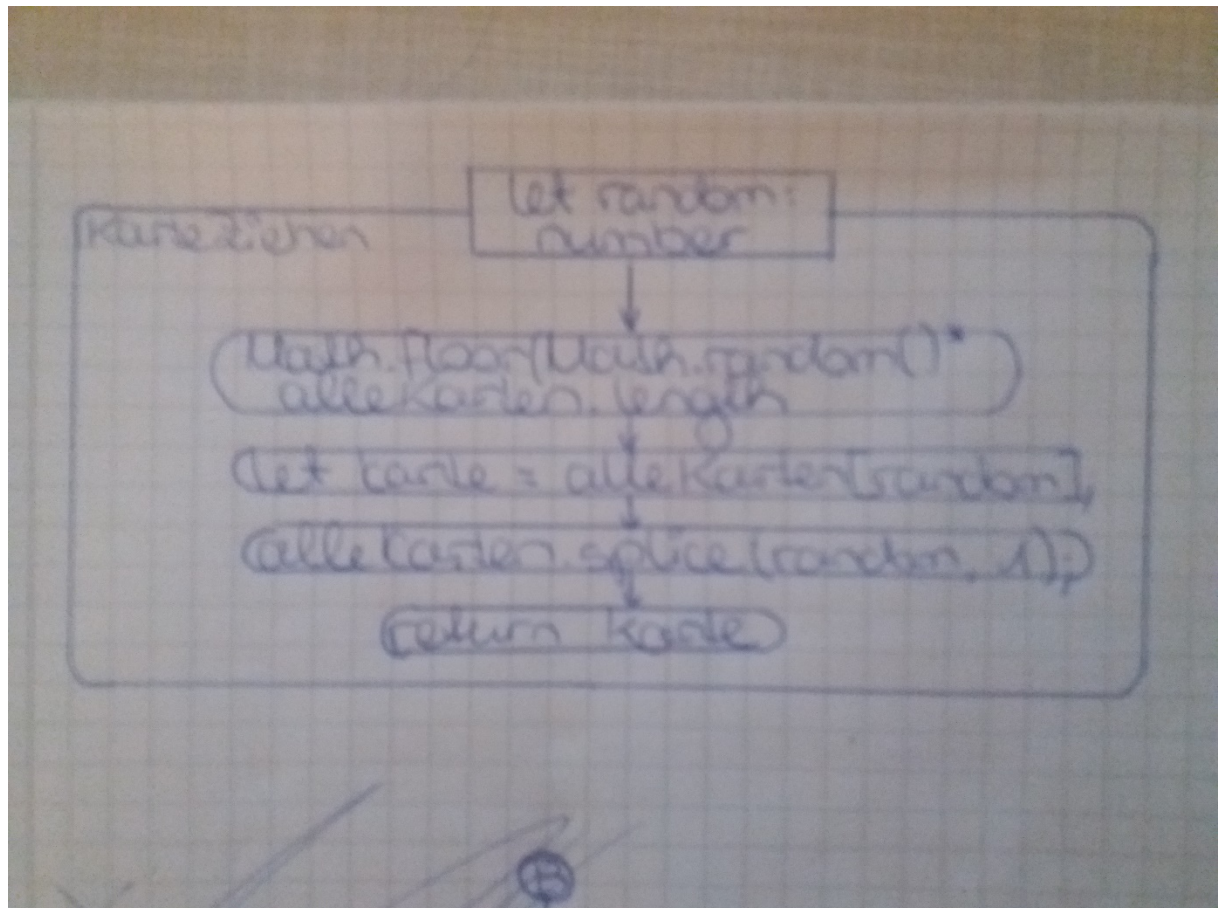 let random:
number
KarteZiehen
Math.floor(Math.random()*
alleKarten.length
let karte = alleKarten[random],
alleKarten.splice(random, 1);
return karte
B